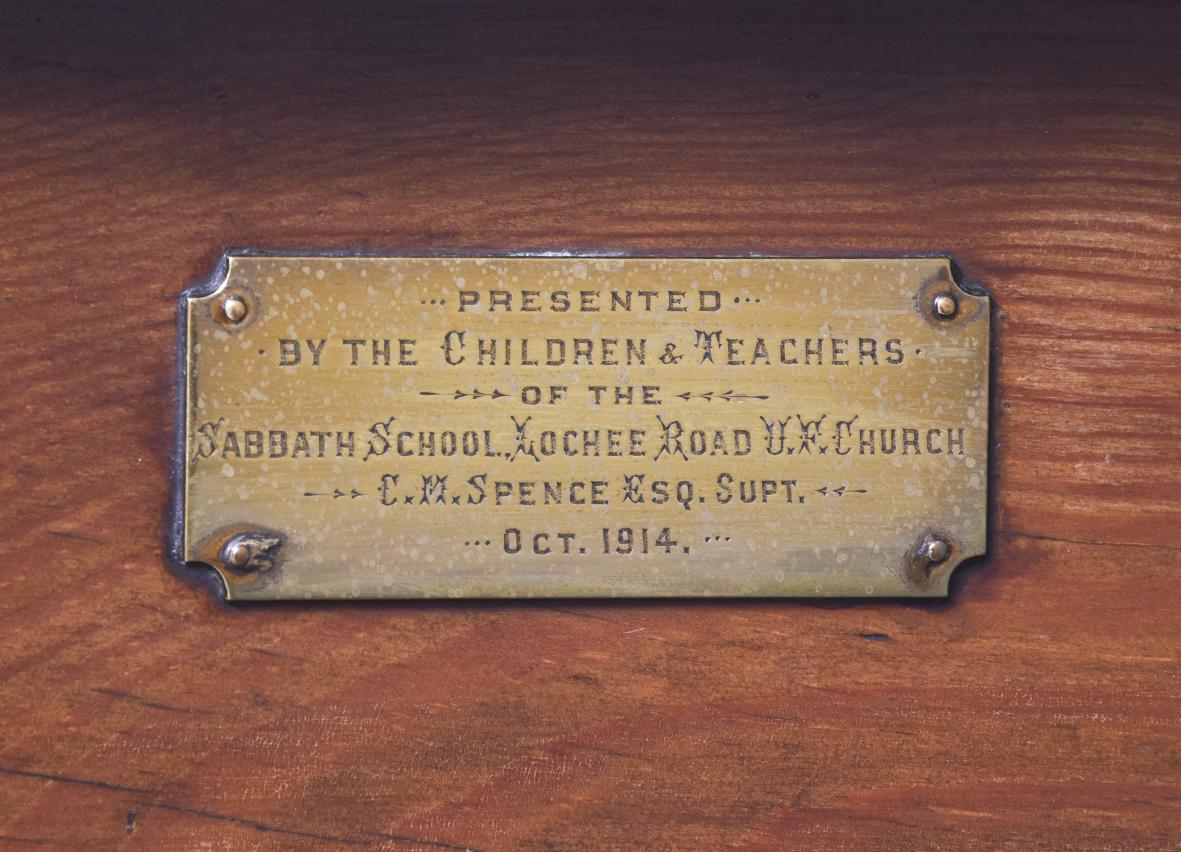 PRESENTED
BY THE CHILDREN & TEACHERS
OF THE
SABBATH SCHOOL, LOCHEE ROAD U.F. CHURCH
C.M. SPENCE ESQ. SUPT.
OCT. 1914.